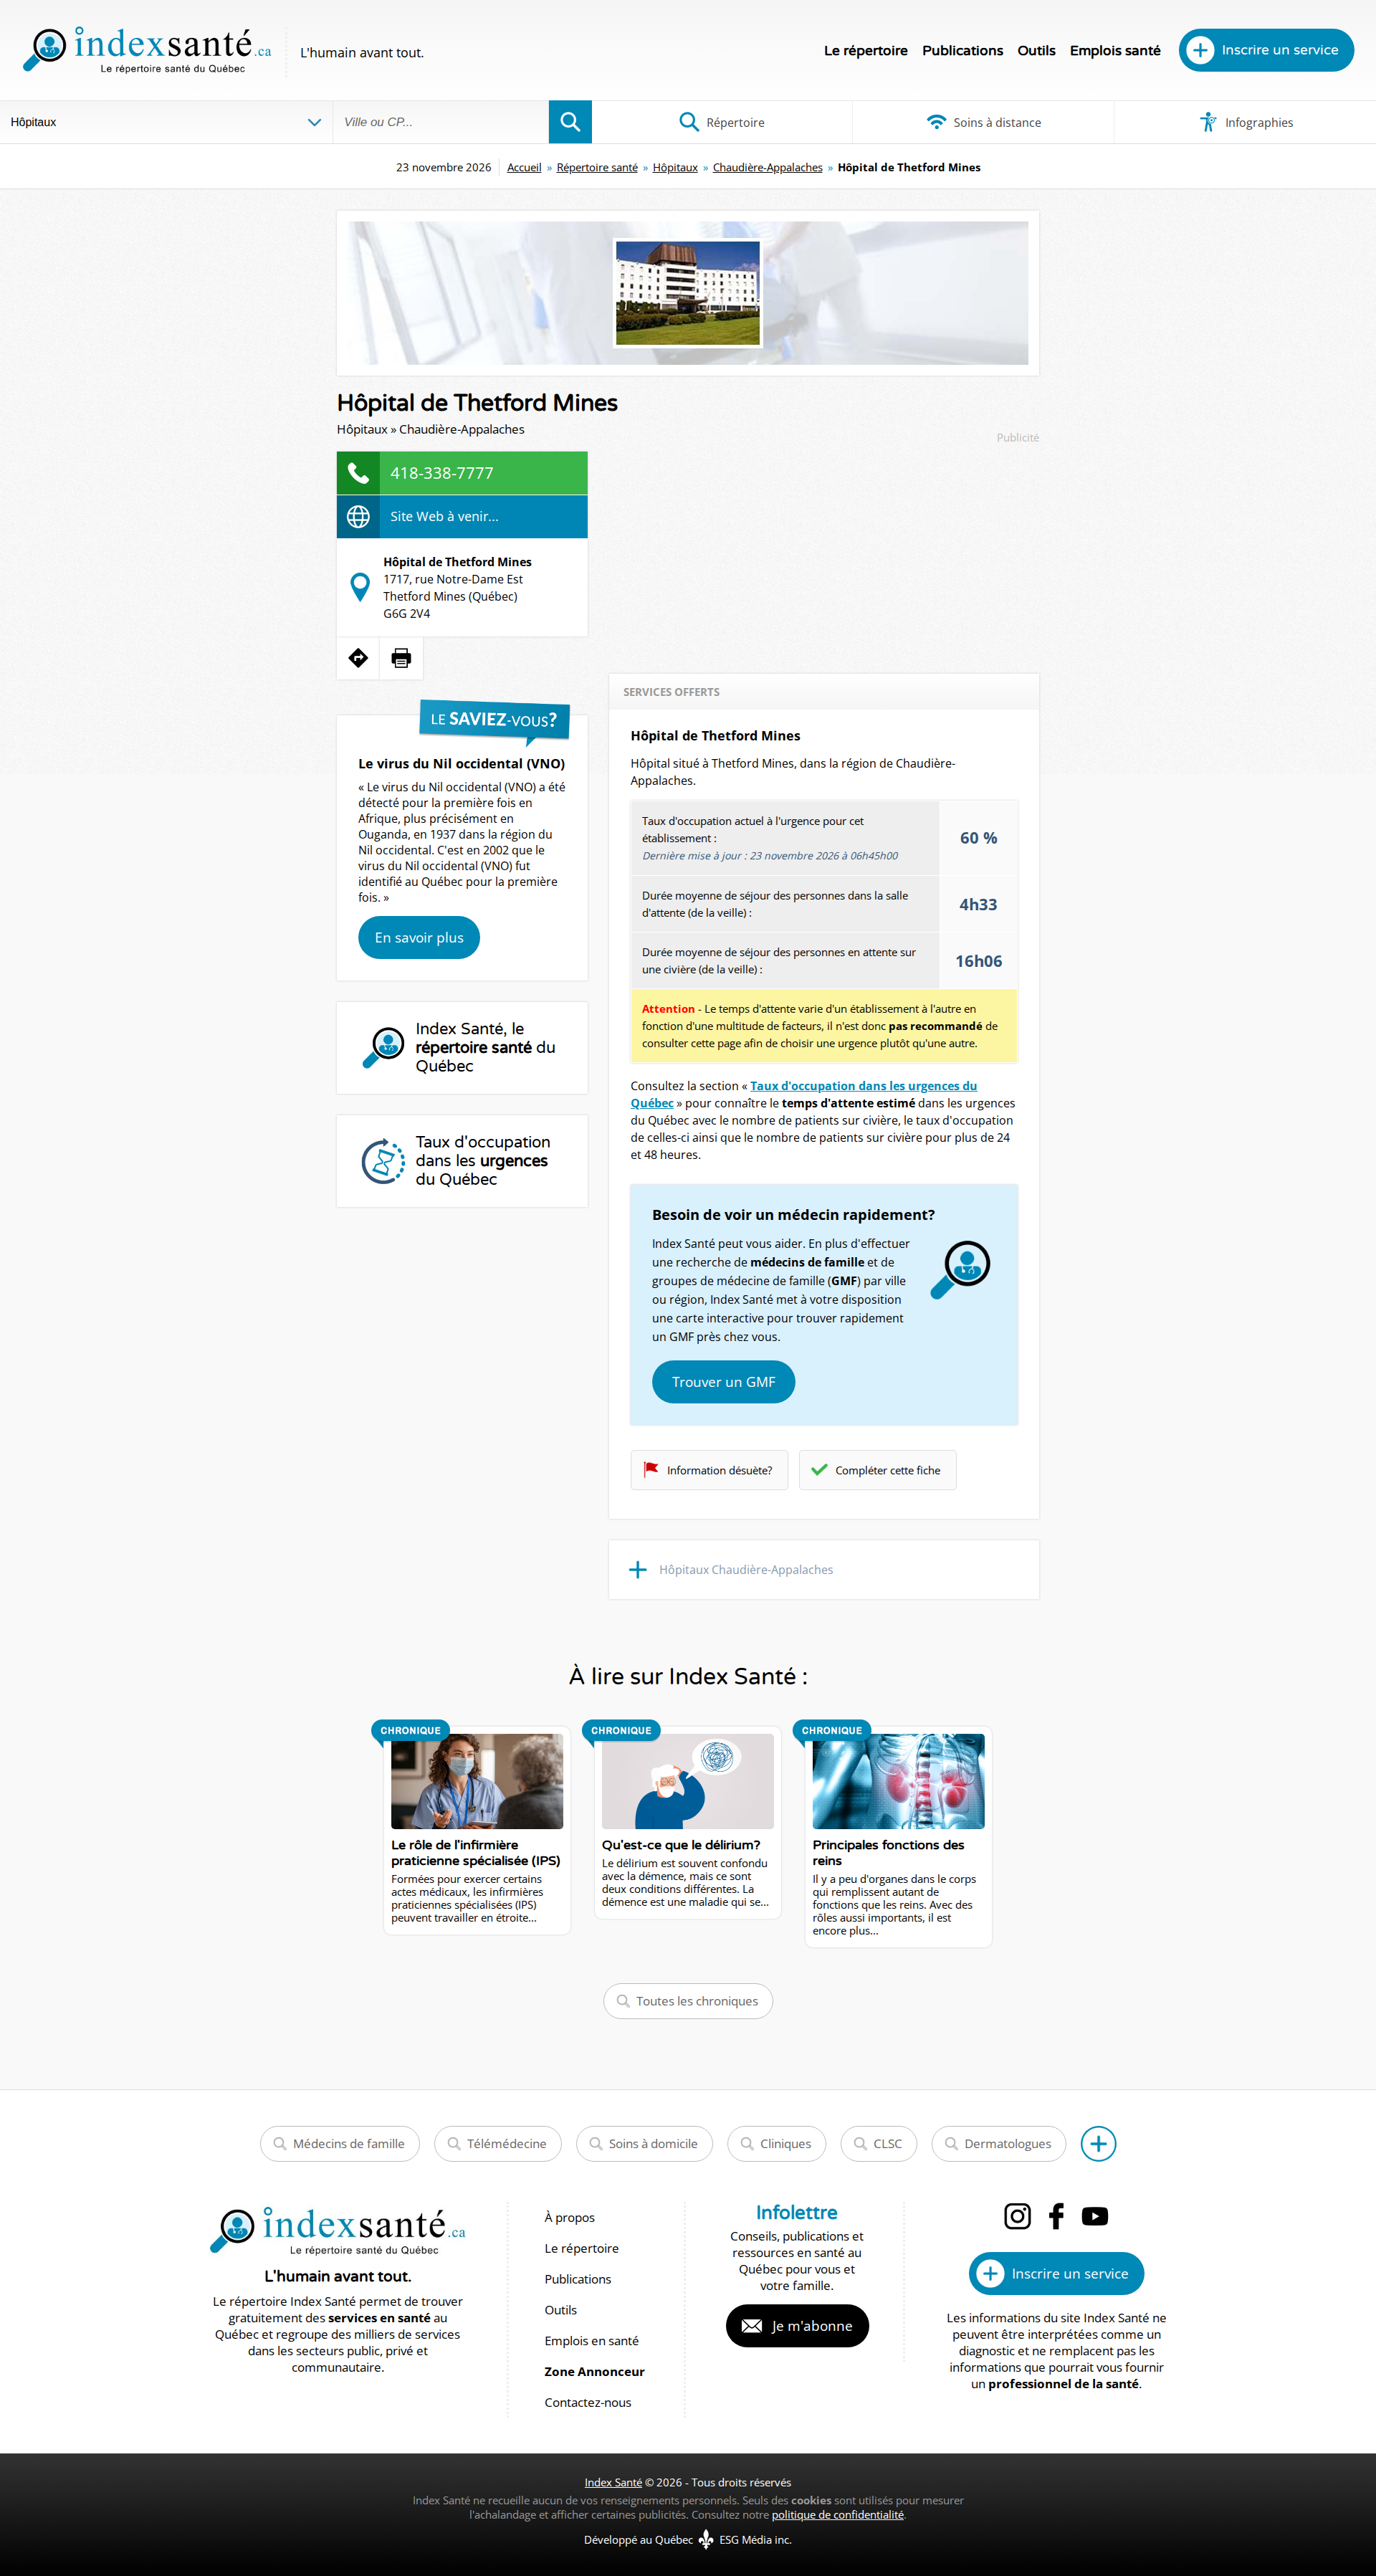 indexsanté.ca
Le répertoire santé du Québec
L'humain avant tout.
Le répertoire
Publications
Outils
Emplois santé
Inscrire un service
Hôpitaux
Ville ou CP...
Répertoire
Soins à distance
Infographies
23 novembre 2026
Accueil » Répertoire santé » Hôpitaux » Chaudière-Appalaches » Hôpital de Thetford Mines
Hôpital de Thetford Mines
Hôpitaux » Chaudière-Appalaches
Publicité
418-338-7777
Site Web à venir...
Hôpital de Thetford Mines
1717, rue Notre-Dame Est
Thetford Mines (Québec)
G6G 2V4
LE SAVIEZ-VOUS?
Le virus du Nil occidental (VNO)
« Le virus du Nil occidental (VNO) a été
détecté pour la première fois en
Afrique, plus précisément en
Ouganda, en 1937 dans la région du
Nil occidental. C'est en 2002 que le
virus du Nil occidental (VNO) fut
identifié au Québec pour la première
fois. »
En savoir plus
Index Santé, le
répertoire santé du
Québec
Taux d'occupation
dans les urgences
du Québec
SERVICES OFFERTS
Hôpital de Thetford Mines
Hôpital situé à Thetford Mines, dans la région de Chaudière-
Appalaches.
Taux d'occupation actuel à l'urgence pour cet
établissement :
Dernière mise à jour : 23 novembre 2026 à 06h45h00
60 %
Durée moyenne de séjour des personnes dans la salle
d'attente (de la veille) :
4h33
Durée moyenne de séjour des personnes en attente sur
une civière (de la veille) :
16h06
Attention - Le temps d'attente varie d'un établissement à l'autre en
fonction d'une multitude de facteurs, il n'est donc pas recommandé de
consulter cette page afin de choisir une urgence plutôt qu'une autre.
Consultez la section « Taux d'occupation dans les urgences du
Québec » pour connaître le temps d'attente estimé dans les urgences
du Québec avec le nombre de patients sur civière, le taux d'occupation
de celles-ci ainsi que le nombre de patients sur civière pour plus de 24
et 48 heures.
Besoin de voir un médecin rapidement?
Index Santé peut vous aider. En plus d'effectuer
une recherche de médecins de famille et de
groupes de médecine de famille (GMF) par ville
ou région, Index Santé met à votre disposition
une carte interactive pour trouver rapidement
un GMF près chez vous.
Trouver un GMF
Information désuète?
Compléter cette fiche
Hôpitaux Chaudière-Appalaches
À lire sur Index Santé :
CHRONIQUE
Le rôle de l'infirmière
praticienne spécialisée (IPS)
Formées pour exercer certains
actes médicaux, les infirmières
praticiennes spécialisées (IPS)
peuvent travailler en étroite...
CHRONIQUE
Qu'est-ce que le délirium?
Le délirium est souvent confondu
avec la démence, mais ce sont
deux conditions différentes. La
démence est une maladie qui se...
CHRONIQUE
Principales fonctions des
reins
Il y a peu d'organes dans le corps
qui remplissent autant de
fonctions que les reins. Avec des
rôles aussi importants, il est
encore plus...
Toutes les chroniques
Médecins de famille
Télémédecine
Soins à domicile
Cliniques
CLSC
Dermatologues
indexsanté.ca
Le répertoire santé du Québec
L'humain avant tout.
Le répertoire Index Santé permet de trouver
gratuitement des services en santé au
Québec et regroupe des milliers de services
dans les secteurs public, privé et
communautaire.
À propos
Le répertoire
Publications
Outils
Emplois en santé
Zone Annonceur
Contactez-nous
Infolettre
Conseils, publications et
ressources en santé au
Québec pour vous et
votre famille.
Je m'abonne
Inscrire un service
Les informations du site Index Santé ne
peuvent être interprétées comme un
diagnostic et ne remplacent pas les
informations que pourrait vous fournir
un professionnel de la santé.
Index Santé © 2026 - Tous droits réservés
Index Santé ne recueille aucun de vos renseignements personnels. Seuls des cookies sont utilisés pour mesurer
l'achalandage et afficher certaines publicités. Consultez notre politique de confidentialité.
Développé au Québec ESG Média inc.